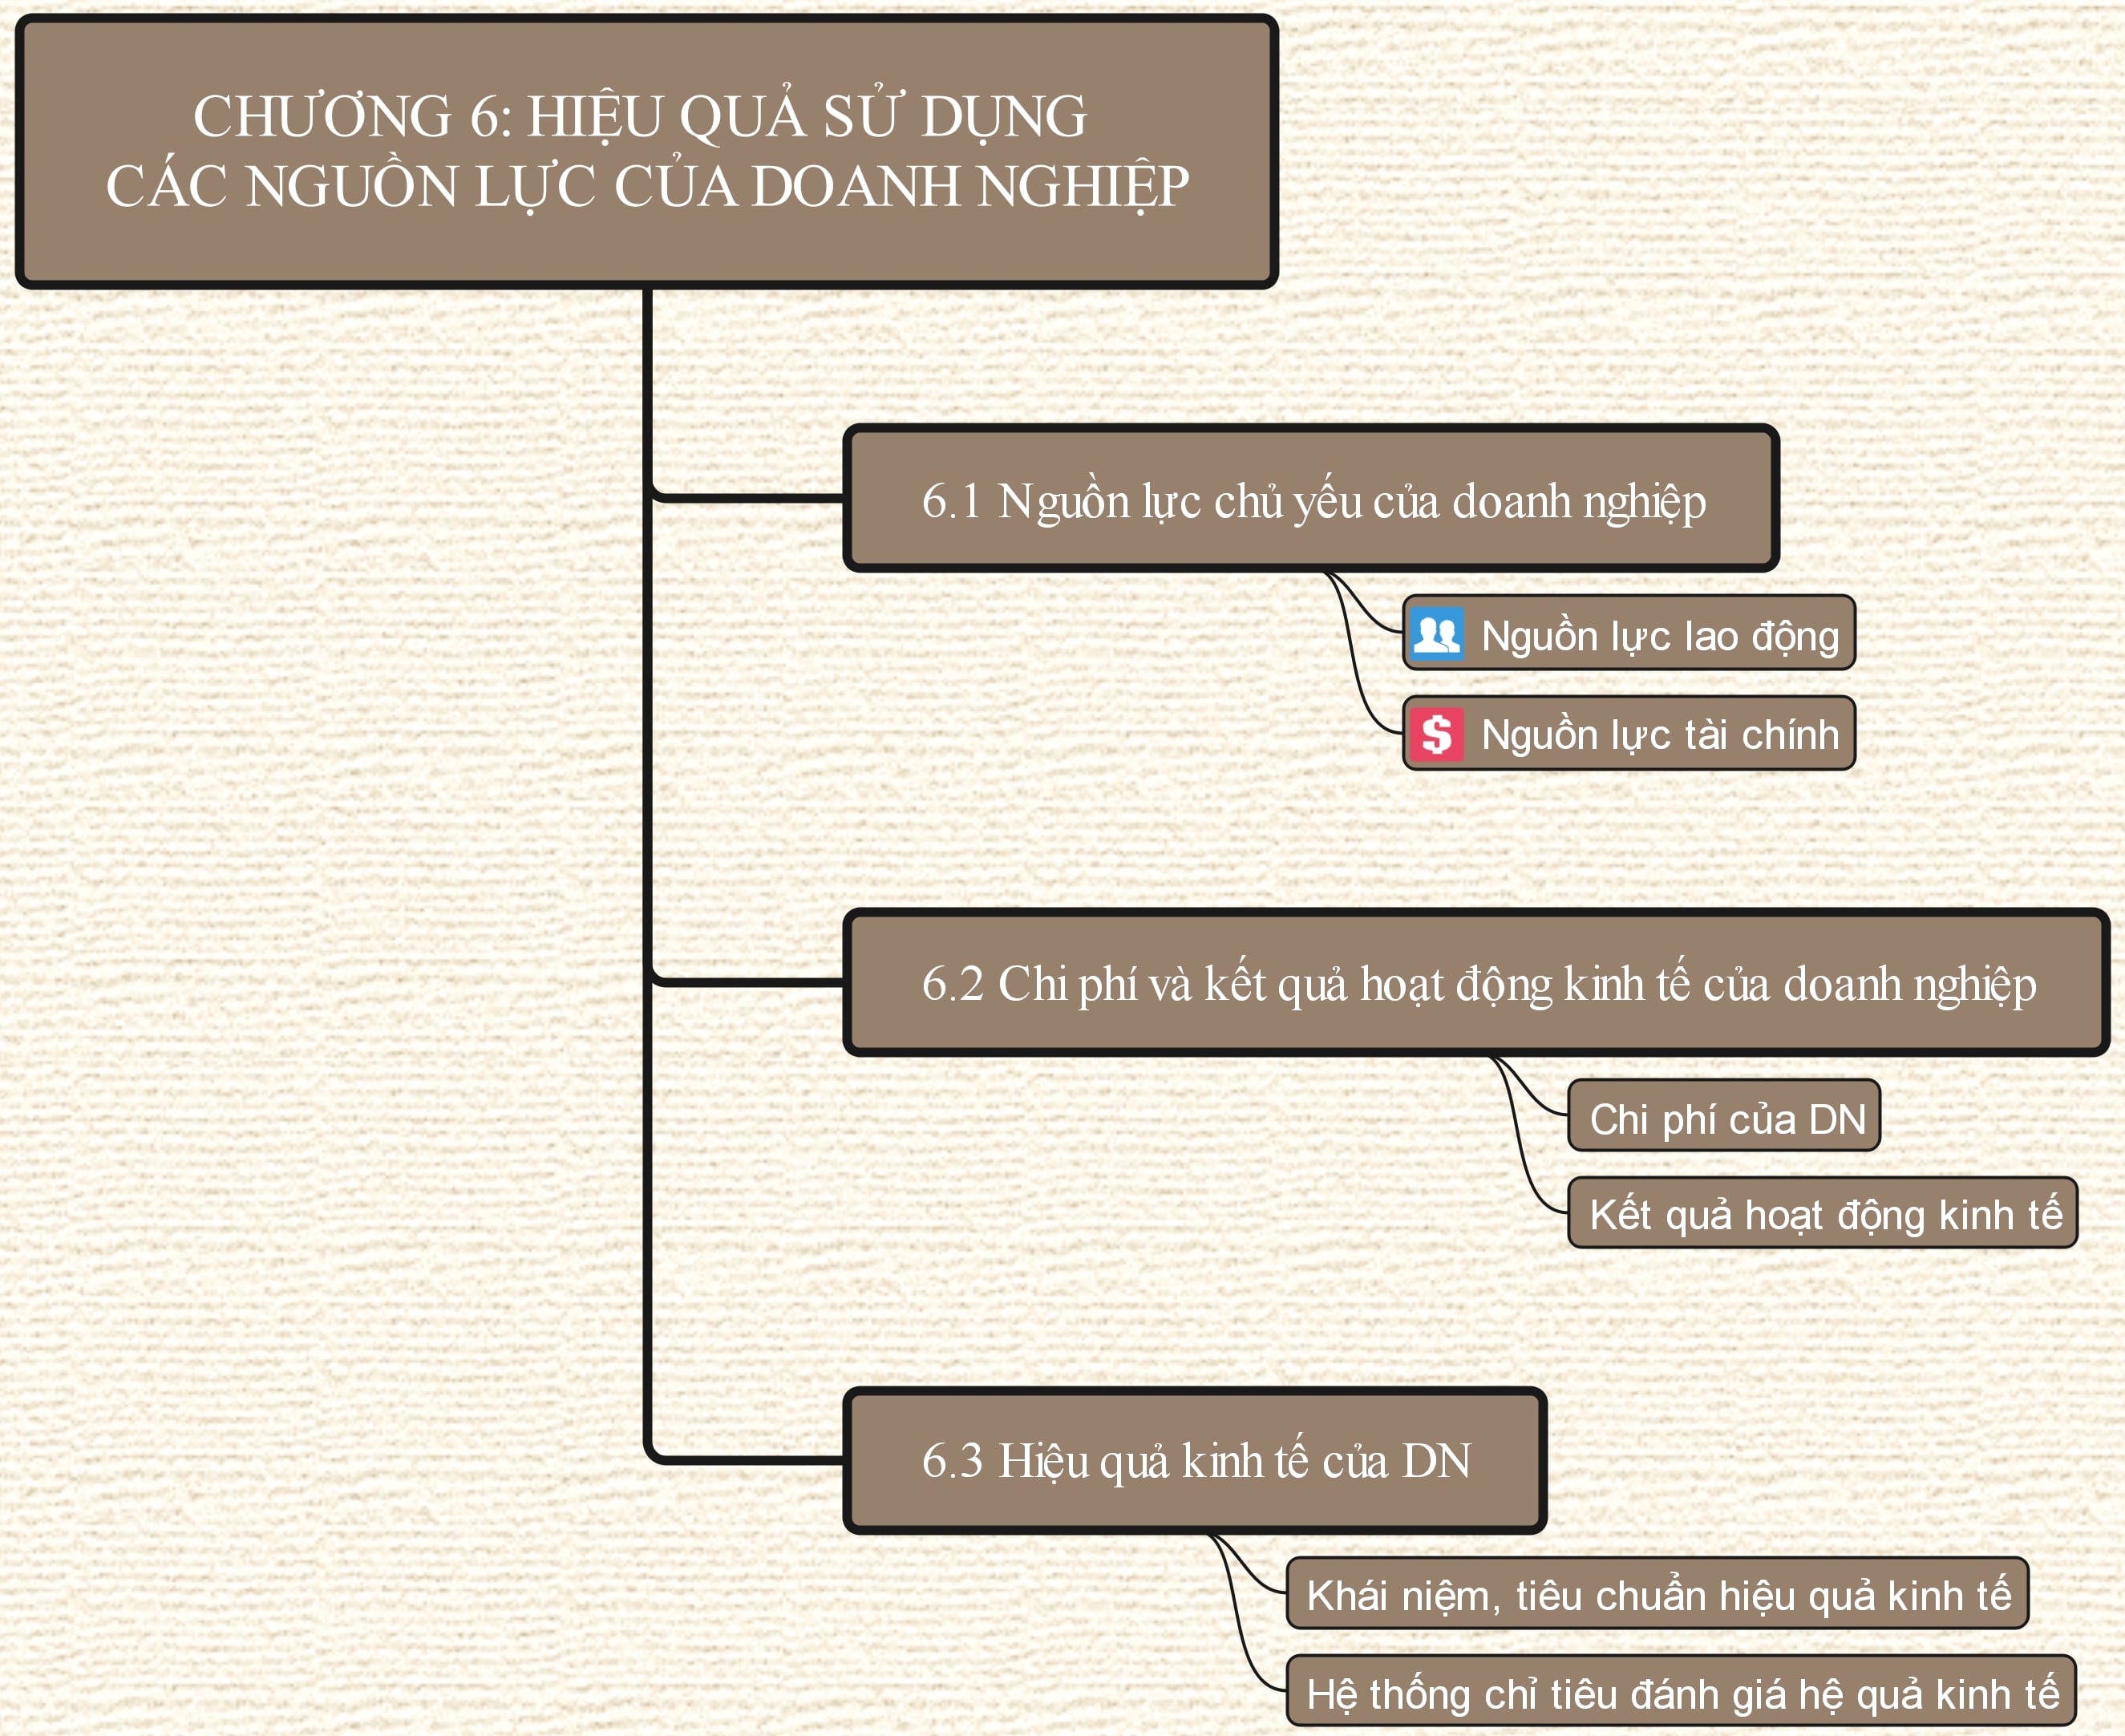 CHƯƠNG 6: HIỆU QUẢ SỬ DỤNG
CÁC NGUỒN LỰC CỦA DOANH NGHIỆP
6.1 Nguồn lực chủ yếu của doanh nghiệp
Nguồn lực lao động
$ Nguồn lực tài chính
6.2 Chi phí và kết quả hoạt động kinh tế của doanh nghiệp
Chi phí của DN
Kết quả hoạt động kinh tế
6.3 Hiệu quả kinh tế của DN
Khái niệm, tiêu chuẩn hiệu quả kinh tế
Hệ thống chỉ tiêu đánh giá hệ quả kinh tế